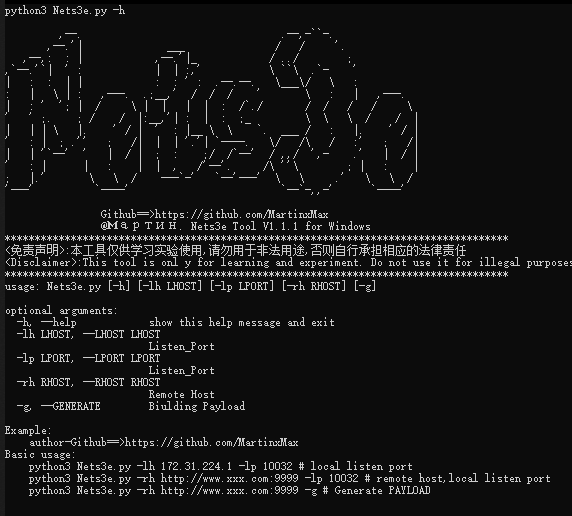 python3 Nets3e.py -h
Nets3e
Github==>https://github.com/MartinxMax
@Мартин. Nets3e Tool V1.1.1 for Windows
************************************************************************************
<免责声明>:本工具仅供学习实验使用,请勿用于非法用途,否则自行承担相应的法律责任
<Disclaimer>:This tool is onl y for learning and experiment. Do not use it for illegal purposes
************************************************************************************
usage: Nets3e.py [-h] [-lh LHOST] [-lp LPORT] [-rh RHOST] [-g]
optional arguments:
-h, --help show this help message and exit
-lh LHOST, --LHOST LHOST
Listen_Port
-lp LPORT, --LPORT LPORT
Listen_Port
-rh RHOST, --RHOST RHOST
Remote Host
-g, --GENERATE Biulding Payload
Example:
author-Github==>https://github.com/MartinxMax
Basic usage:
python3 Nets3e.py -lh 172.31.224.1 -lp 10032 # local listen port
python3 Nets3e.py -rh http://www.xxx.com:9999 -lp 10032 # remote host,local listen port
python3 Nets3e.py -rh http://www.xxx.com:9999 -g # Generate PAYLOAD